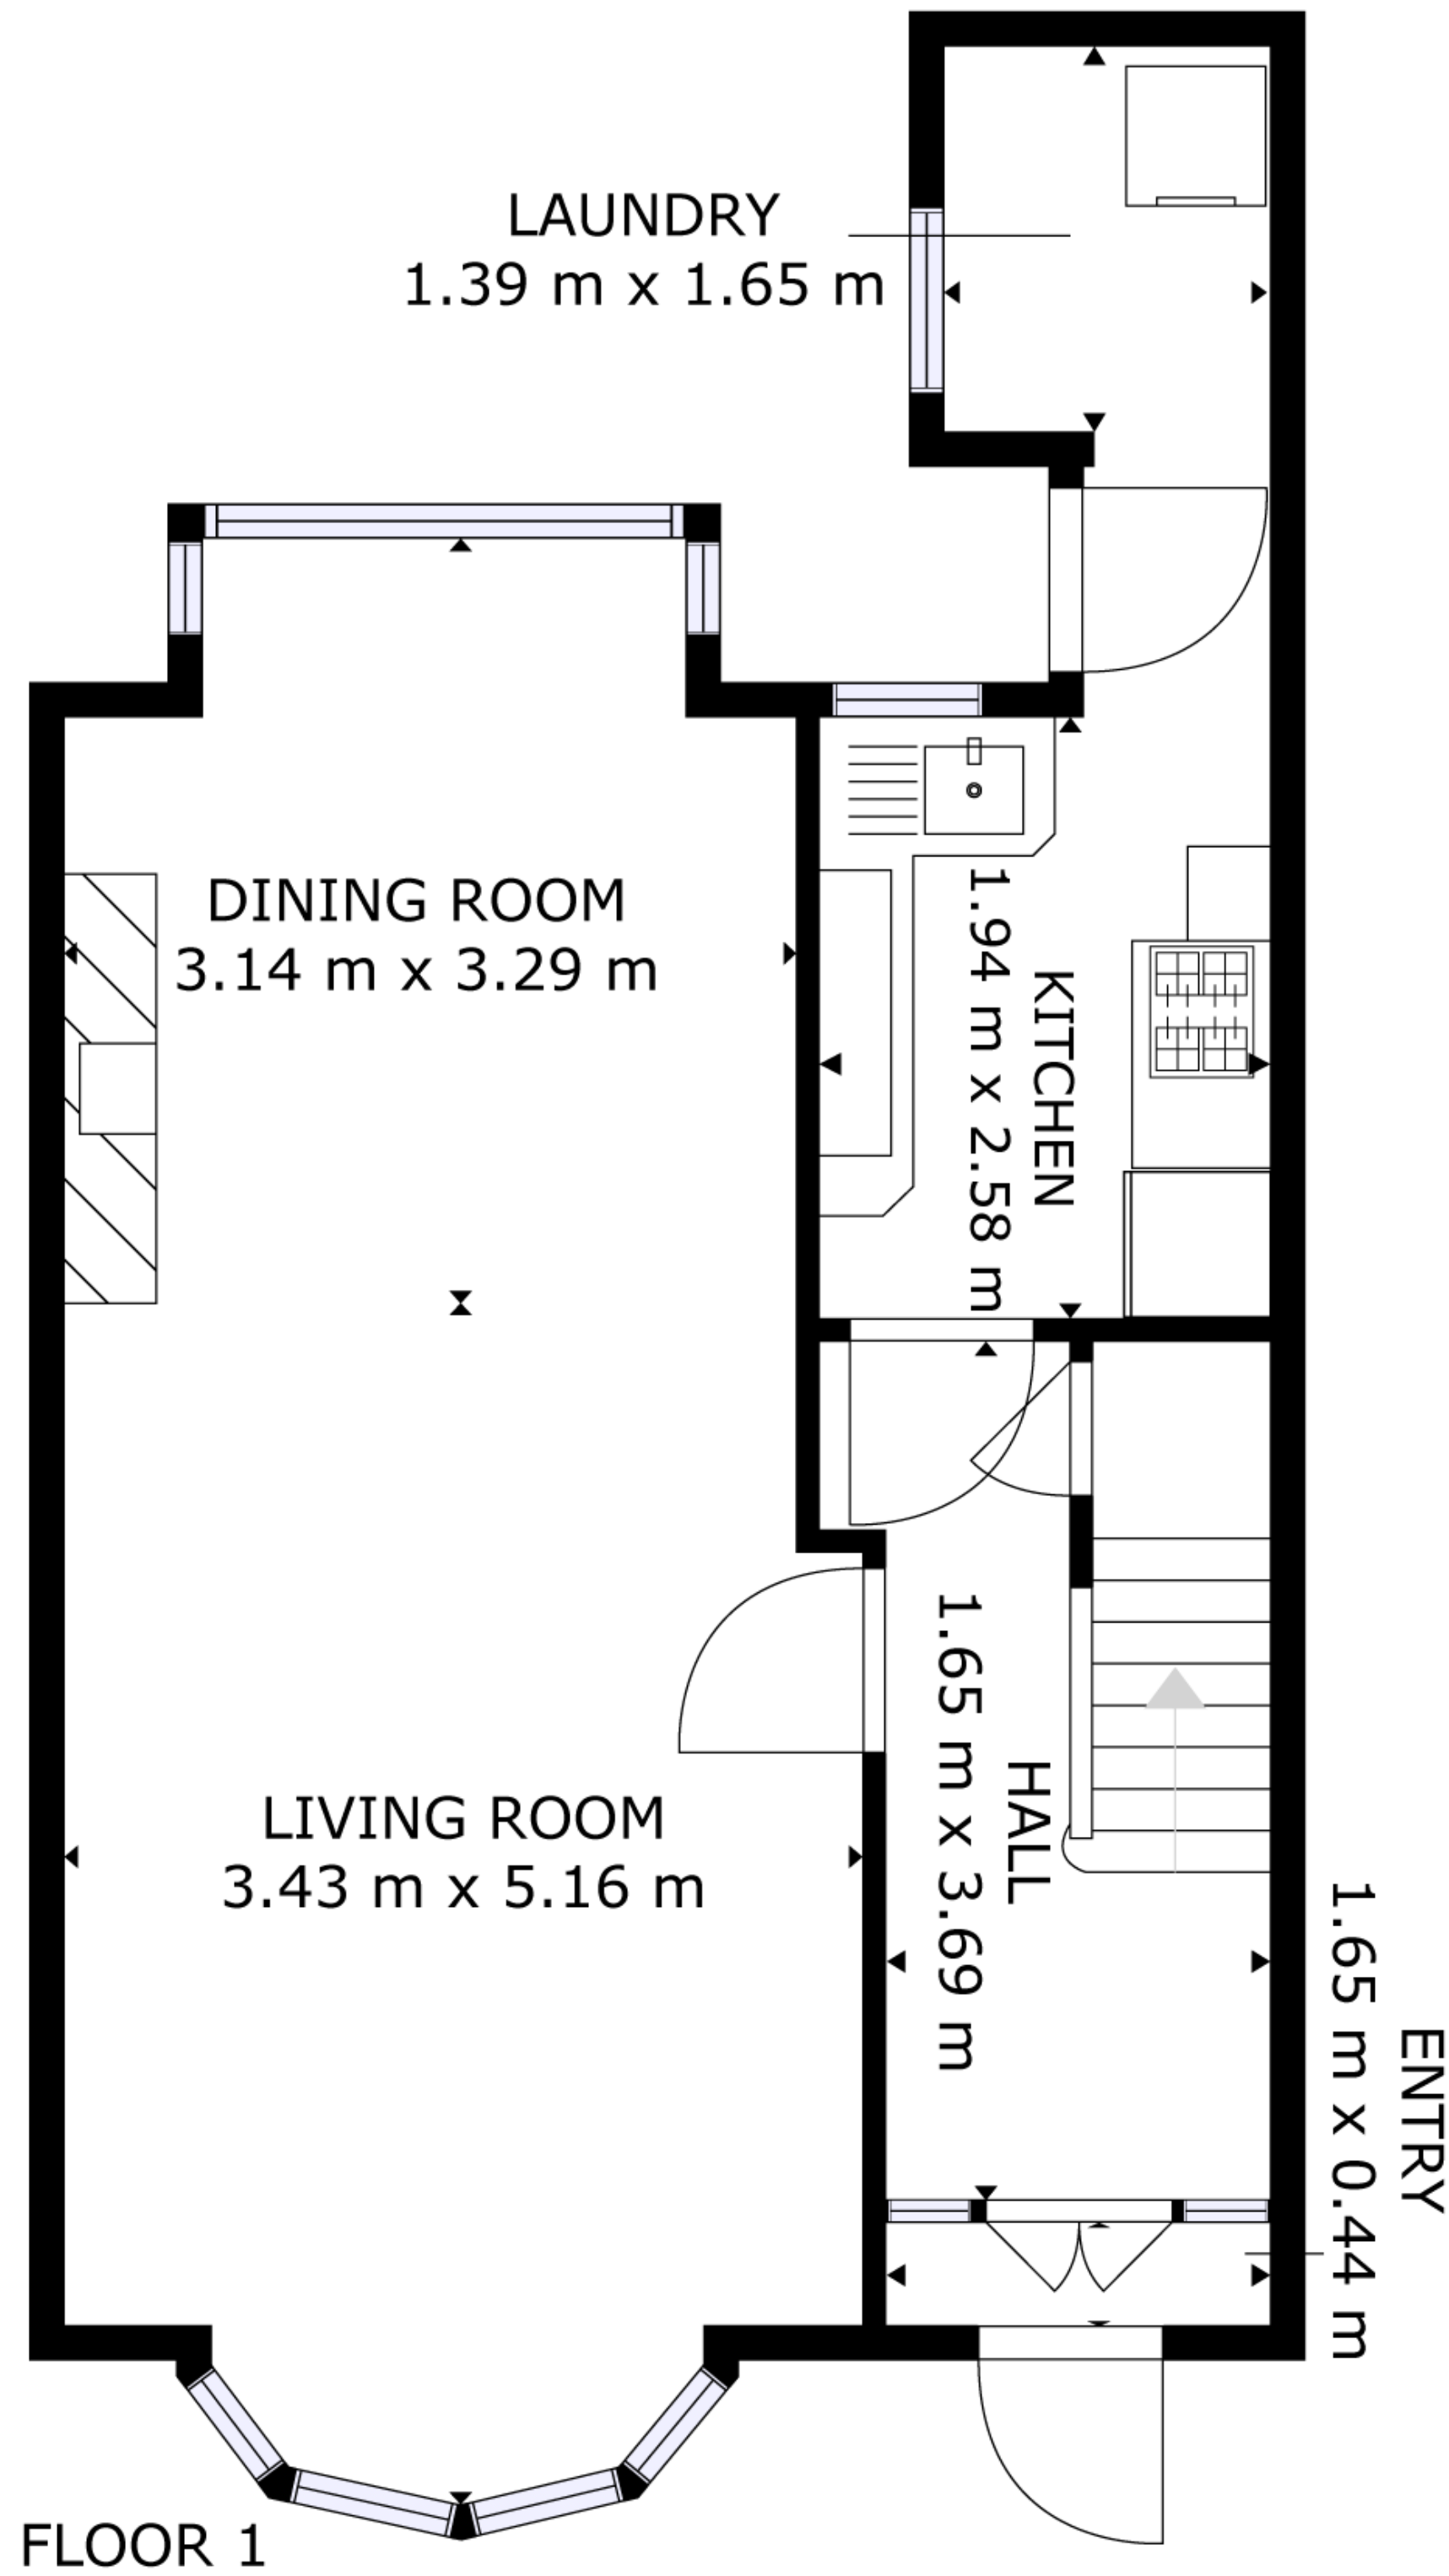 LAUNDRY
1.39 m x 1.65 m
DINING ROOM
3.14 m x 3.29 m
KITCHEN
1.94 m x 2.58 m
LIVING ROOM
3.43 m x 5.16 m
HALL
1.65 m x 3.69 m
ENTRY
1.65 m x 0.44 m
FLOOR 1